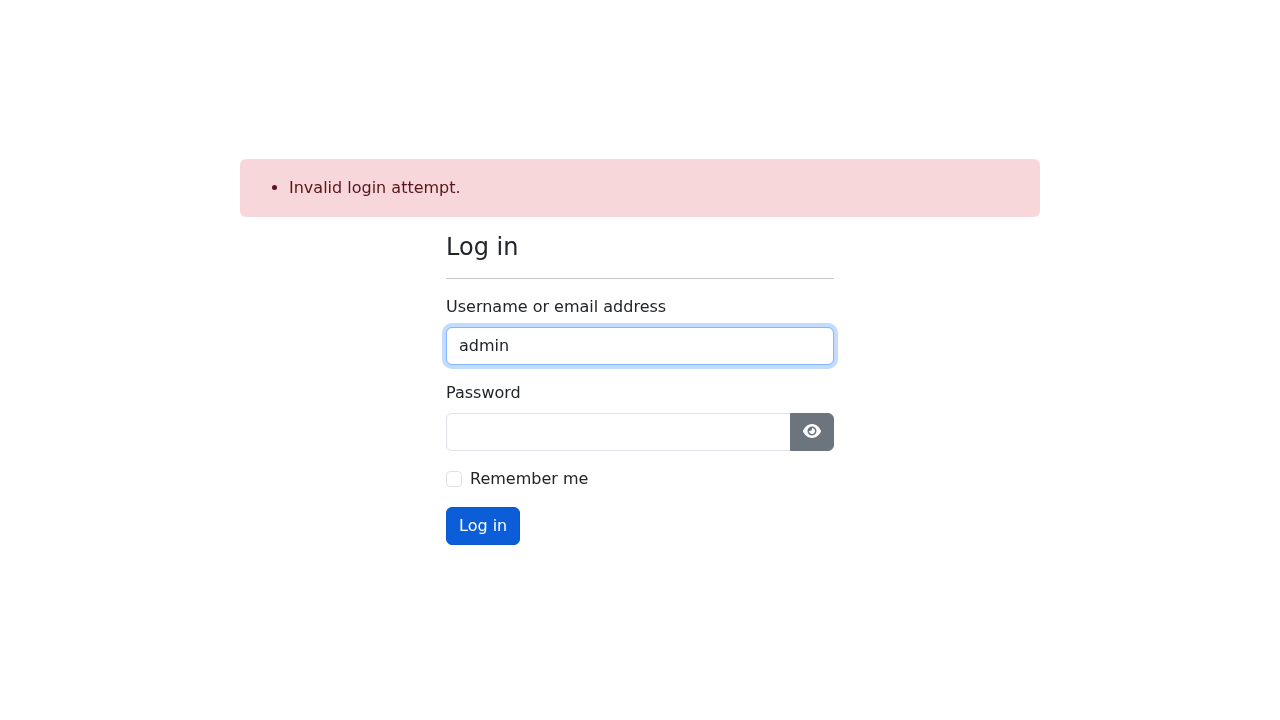 Invalid login attempt.
Log in
Username or email address
admin
Password
Remember me
Log in